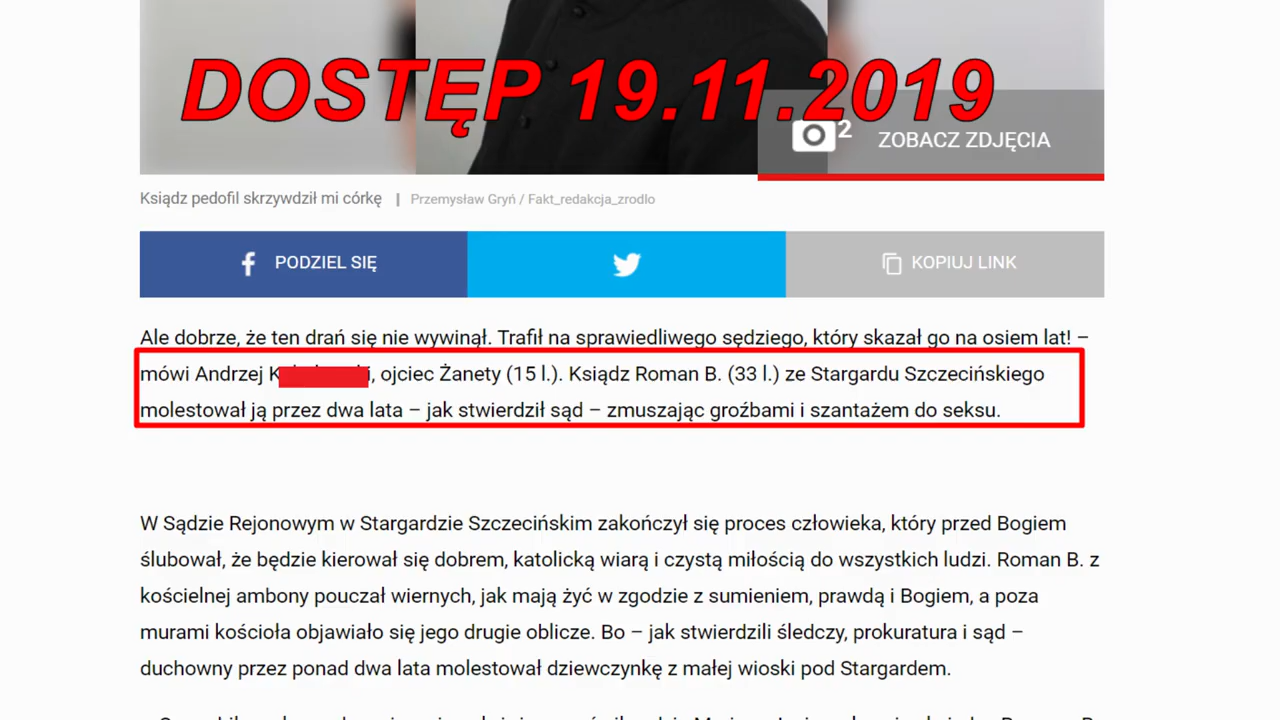 DOSTĘP 19.11.2019
2 ZOBACZ ZDJĘCIA
Ksiądz pedofil skrzywdził mi córkę | Przemysław Gryń / Fakt_redakcja_zrodlo
PODZIEL SIĘ KOPIUJ LINK
Ale dobrze, że ten drań się nie wywinął. Trafił na sprawiedliwego sędziego, który skazał go na osiem lat! –
mówi Andrzej K i, ojciec Żanety (15 l.). Ksiądz Roman B. (33 l.) ze Stargardu Szczecińskiego
molestował ją przez dwa lata – jak stwierdził sąd – zmuszając groźbami i szantażem do seksu.
W Sądzie Rejonowym w Stargardzie Szczecińskim zakończył się proces człowieka, który przed Bogiem
ślubował, że będzie kierował się dobrem, katolicką wiarą i czystą miłością do wszystkich ludzi. Roman B. z
kościelnej ambony pouczał wiernych, jak mają żyć w zgodzie z sumieniem, prawdą i Bogiem, a poza
murami kościoła objawiało się jego drugie oblicze. Bo – jak stwierdzili śledczy, prokuratura i sąd –
duchowny przez ponad dwa lata molestował dziewczynkę z małej wioski pod Stargardem.